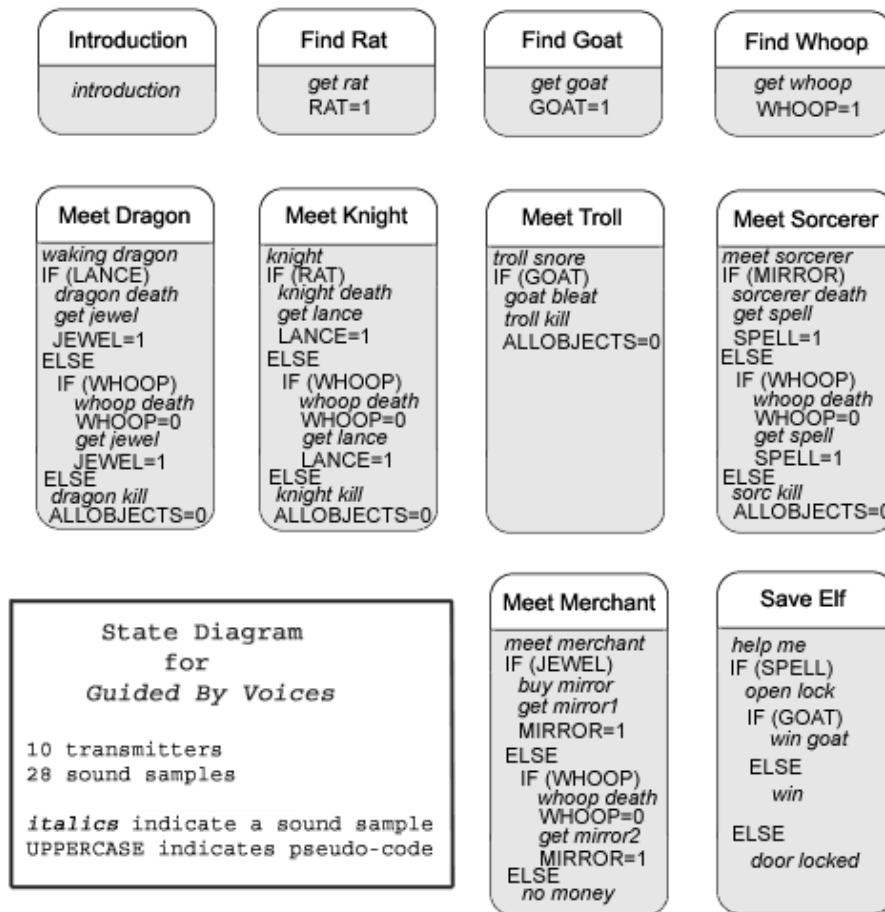 Introduction
introduction
Find Rat
get rat
RAT=1
Find Goat
get goat
GOAT=1
Find Whoop
get whoop
WHOOP=1
Meet Dragon
waking dragon
IF (LANCE)
dragon death
get jewel
JEWEL=1
ELSE
IF (WHOOP)
whoop death
WHOOP=0
get jewel
JEWEL=1
ELSE
dragon kill
ALLOBJECTS=0
Meet Knight
knight
IF (RAT)
knight death
get lance
LANCE=1
ELSE
IF (WHOOP)
whoop death
WHOOP=0
get lance
LANCE=1
ELSE
knight kill
ALLOBJECTS=0
Meet Troll
troll snore
IF (GOAT)
goat bleat
troll kill
ALLOBJECTS=0
Meet Sorcerer
meet sorcerer
IF (MIRROR)
sorcerer death
get spell
SPELL=1
ELSE
IF (WHOOP)
whoop death
WHOOP=0
get spell
SPELL=1
ELSE
sorc kill
ALLOBJECTS=0
State Diagram
for
Guided By Voices
10 transmitters
28 sound samples
italics indicate a sound sample
UPPERCASE indicates pseudo-code
Meet Merchant
meet merchant
IF (JEWEL)
buy mirror
get mirror1
MIRROR=1
ELSE
IF (WHOOP)
whoop death
WHOOP=0
get mirror2
MIRROR=1
ELSE
no money
Save Elf
help me
IF (SPELL)
open lock
IF (GOAT)
win goat
ELSE
win
ELSE
door locked